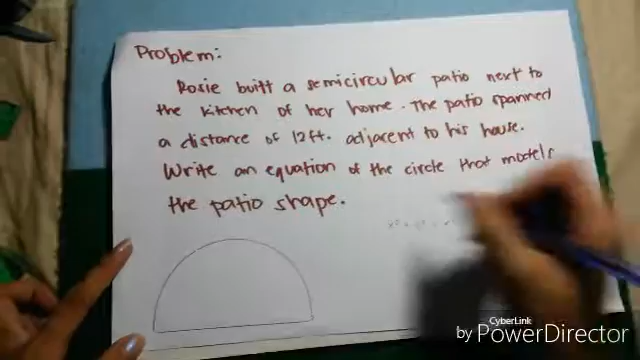 Problem:
Rosie built a semicircular patio next to
the kitchen of her home. The patio spanned
a distance of 12ft. adjacent to his house.
Write an equation of the circle that models
the patio shape.
CyberLink
by PowerDirector